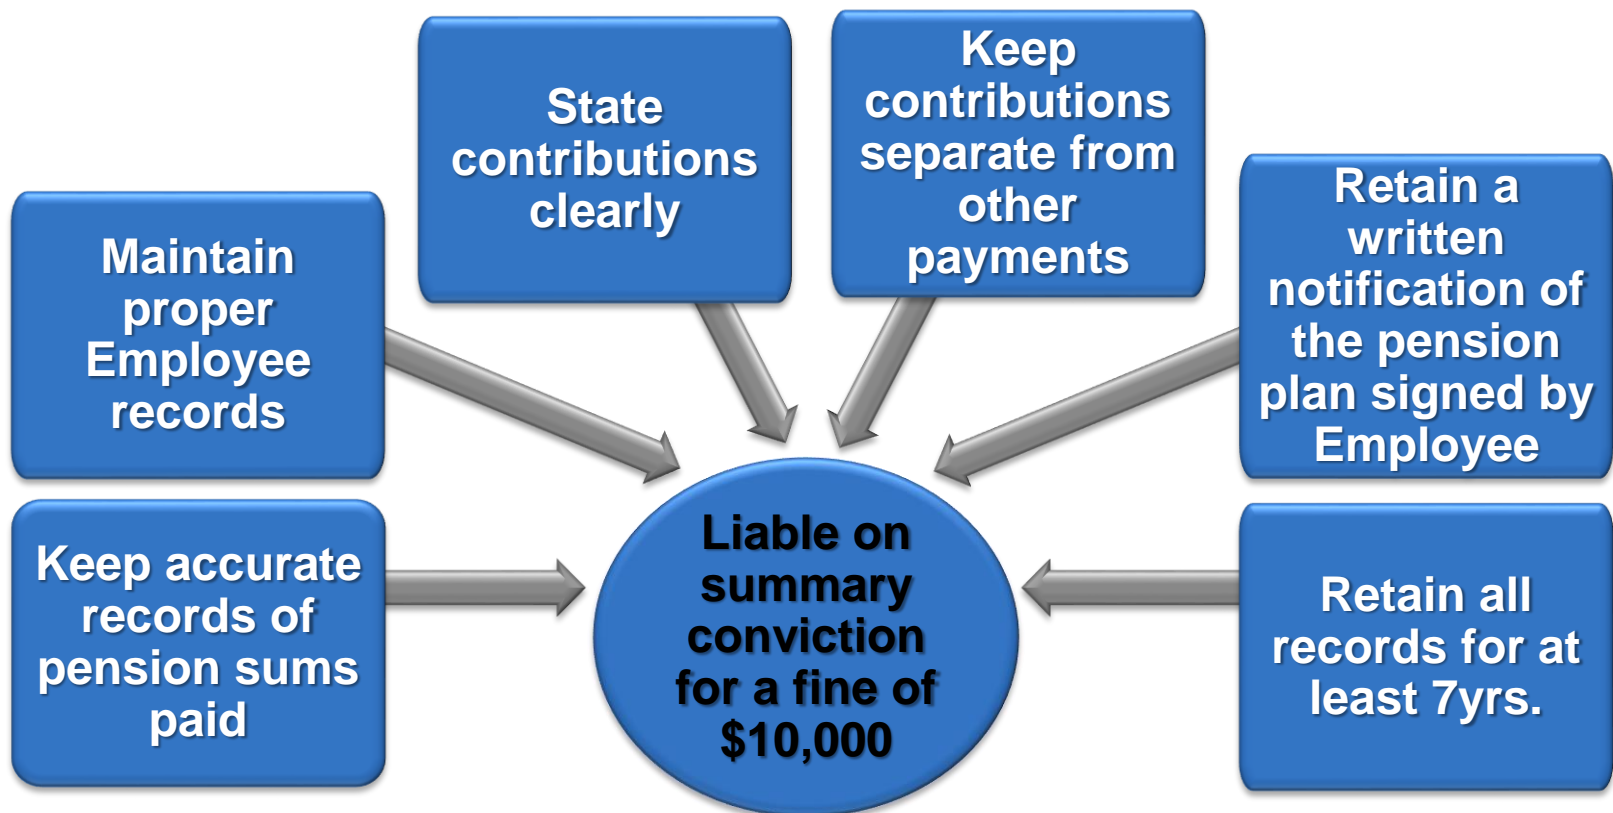 Keep accurate
records of
pension sums
paid
Maintain
proper
Employee
records
State
contributions
clearly
Keep
contributions
separate from
other
payments
Retain a
written
notification of
the pension
plan signed by
Employee
Retain all
records for at
least 7yrs.
Liable on
summary
conviction
for a fine of
$10,000